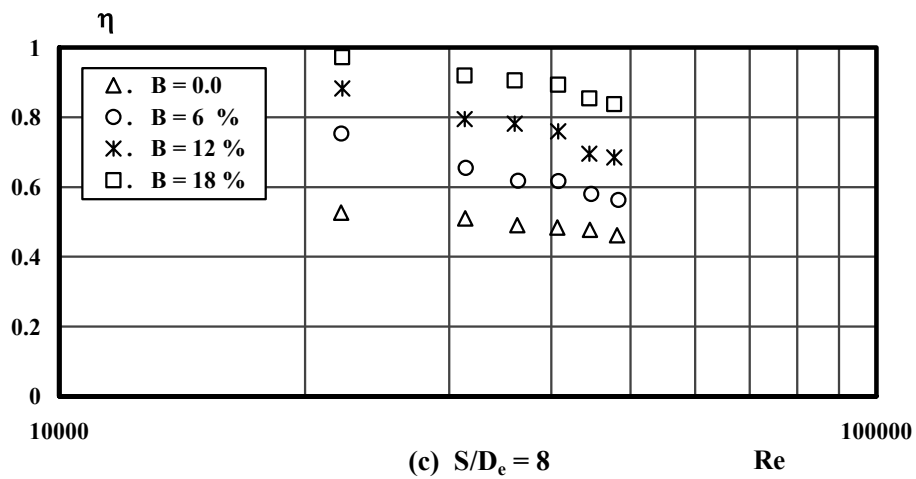 η
1
0.8
0.6
0.4
0.2
0
. B = 0.0
. B = 6 %
. B = 12 %
. B = 18 %
10000
100000
(c) S/Dₑ = 8
Re